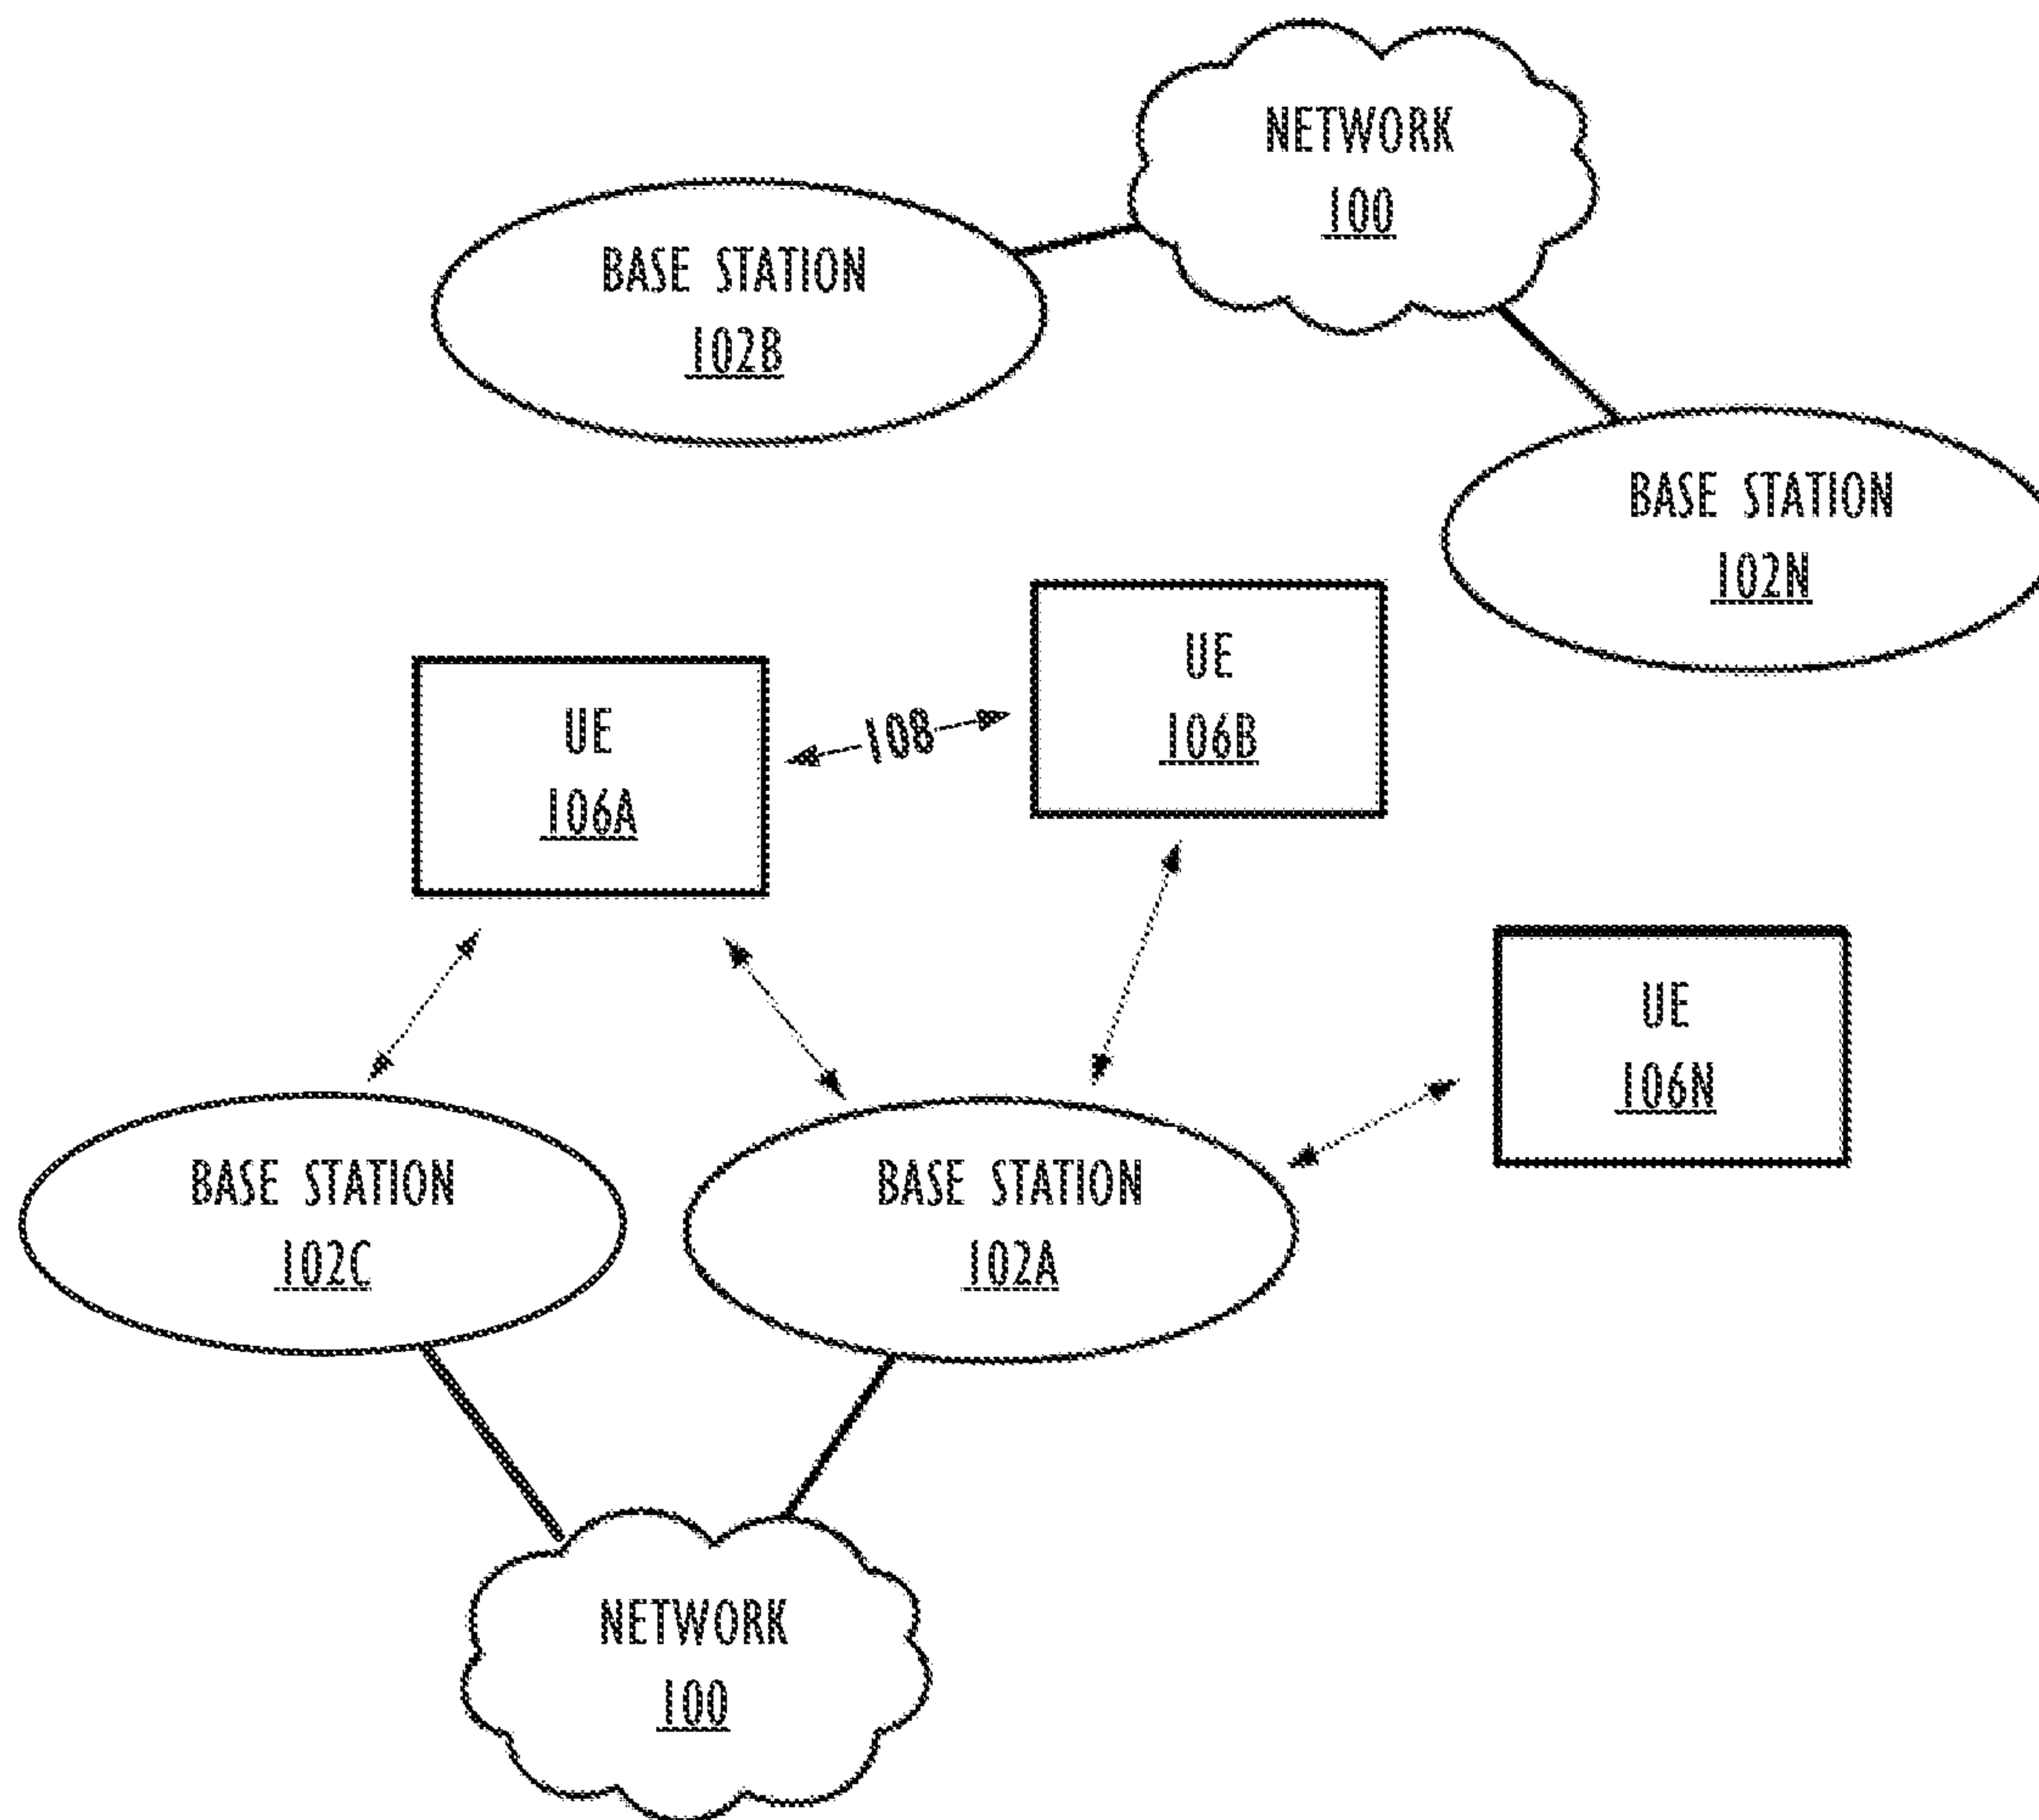 NETWORK
100
BASE STATION
102B
BASE STATION
102N
UE
106B
UE
106A
108
UE
106N
BASE STATION
102C
BASE STATION
102A
NETWORK
100